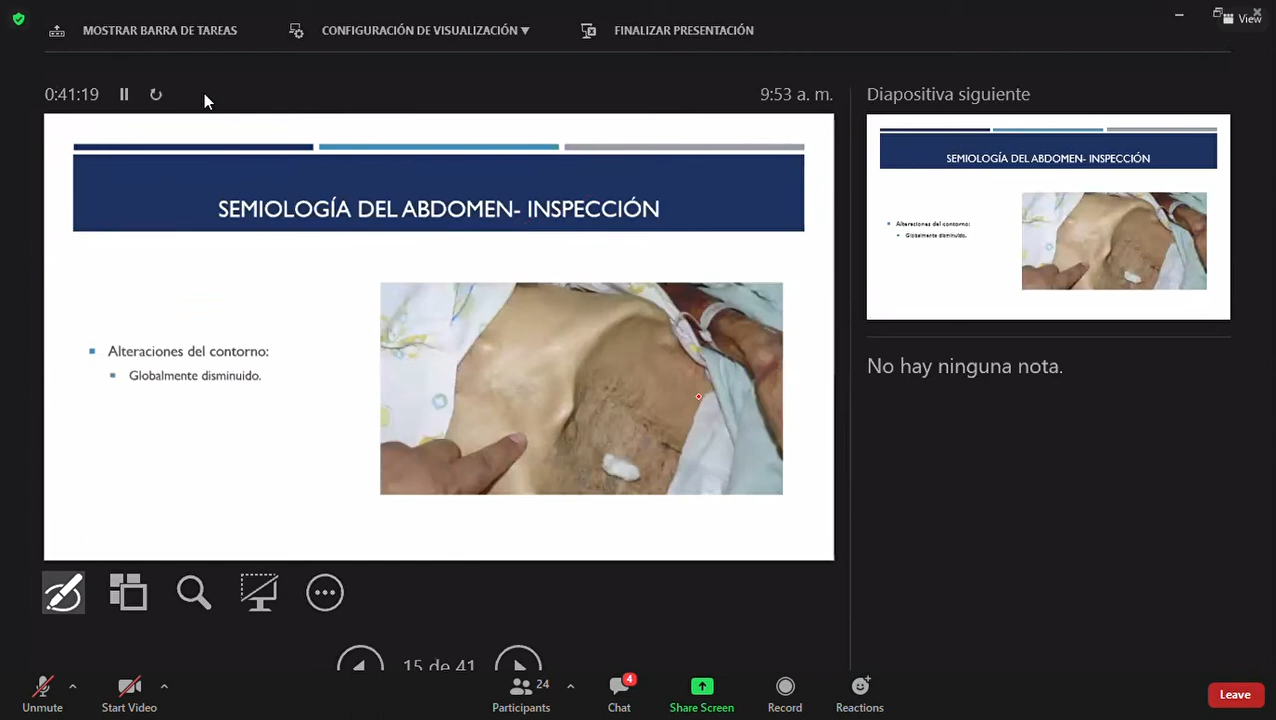 View
MOSTRAR BARRA DE TAREAS
CONFIGURACIÓN DE VISUALIZACIÓN
FINALIZAR PRESENTACIÓN
0:41:19
9:53 a. m.
Diapositiva siguiente
SEMIOLOGÍA DEL ABDOMEN- INSPECCIÓN
Alteraciones del contorno:
Globalmente disminuido.
SEMIOLOGÍA DEL ABDOMEN- INSPECCIÓN
Alteraciones del contorno:
Globalmente disminuido.
No hay ninguna nota.
15 de 41
Unmute
Start Video
24
Participants
4
Chat
Share Screen
Record
Reactions
Leave